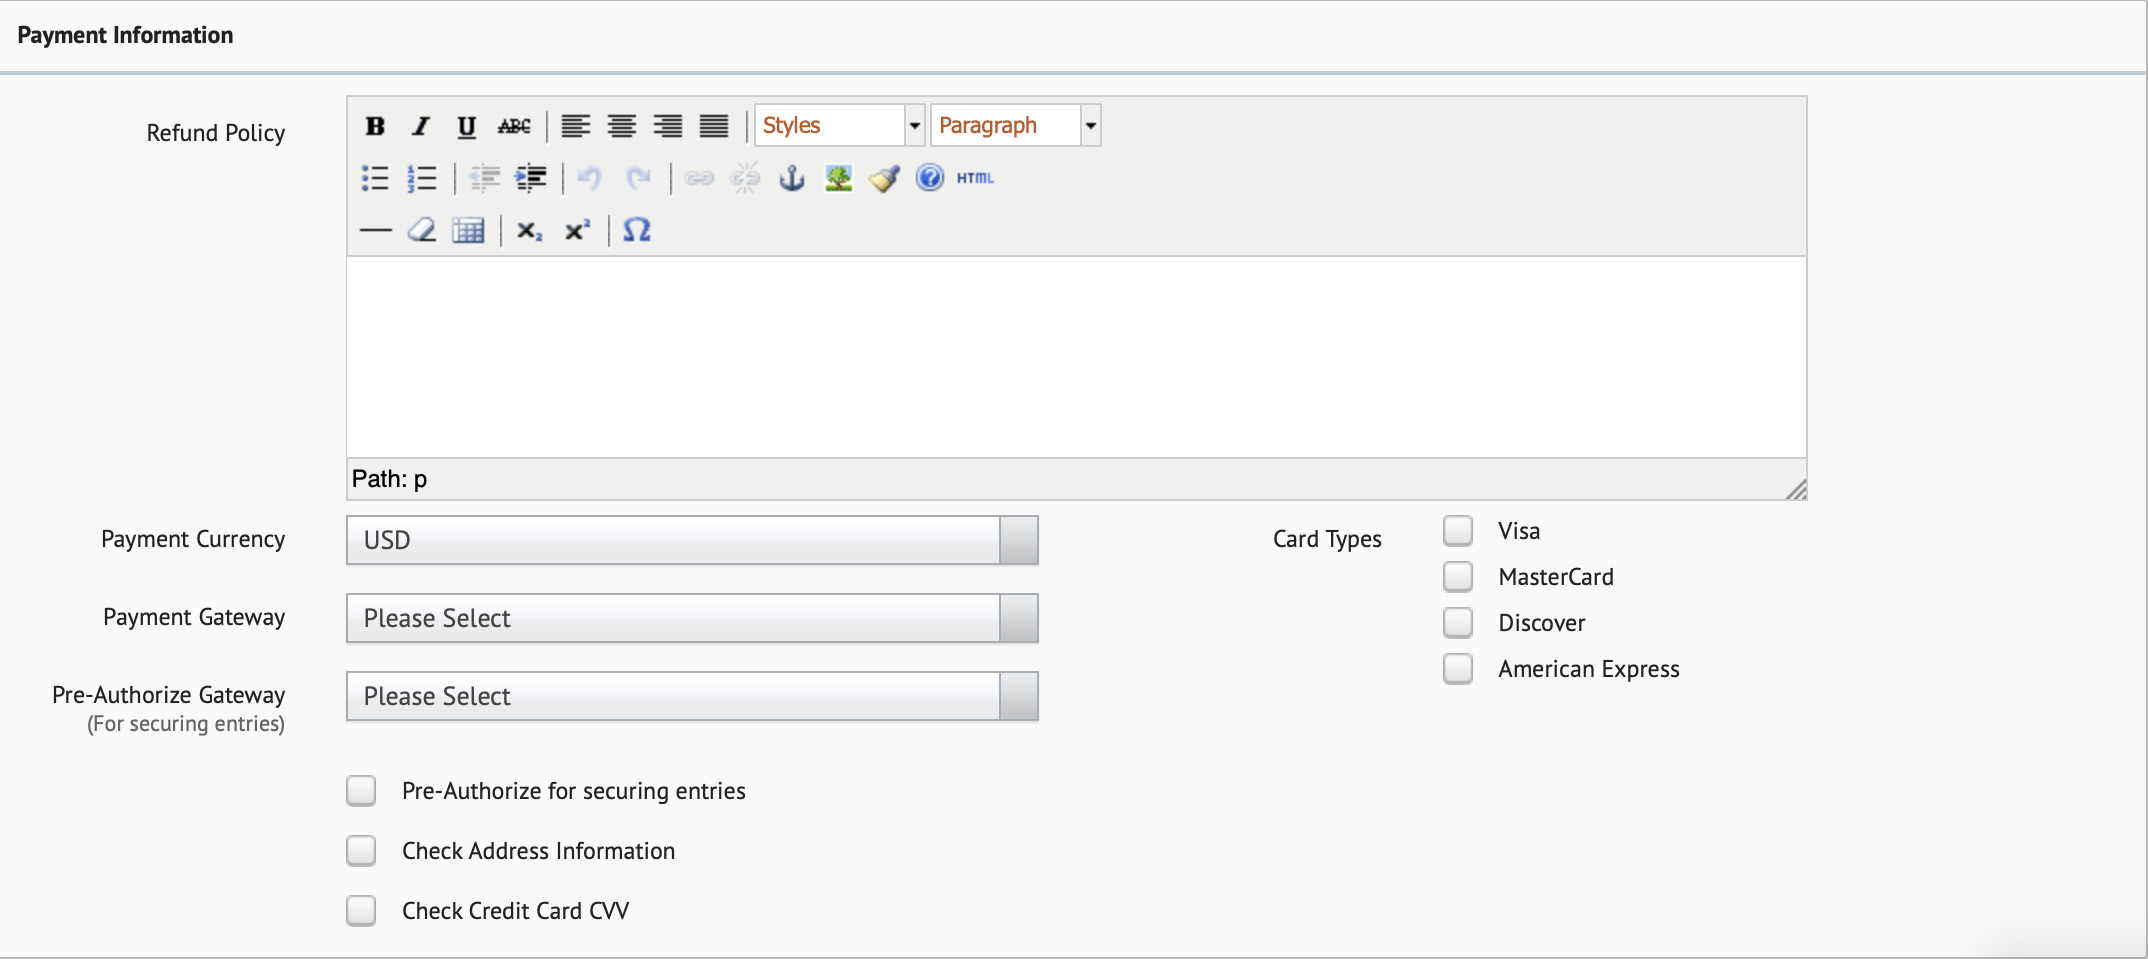 Payment Information
Refund Policy
B I U ABC Styles Paragraph
HTML
x₂ x² Ω
Path: p
Payment Currency USD Card Types Visa
MasterCard
Payment Gateway Please Select Discover
American Express
Pre-Authorize Gateway Please Select
(For securing entries)
Pre-Authorize for securing entries
Check Address Information
Check Credit Card CVV